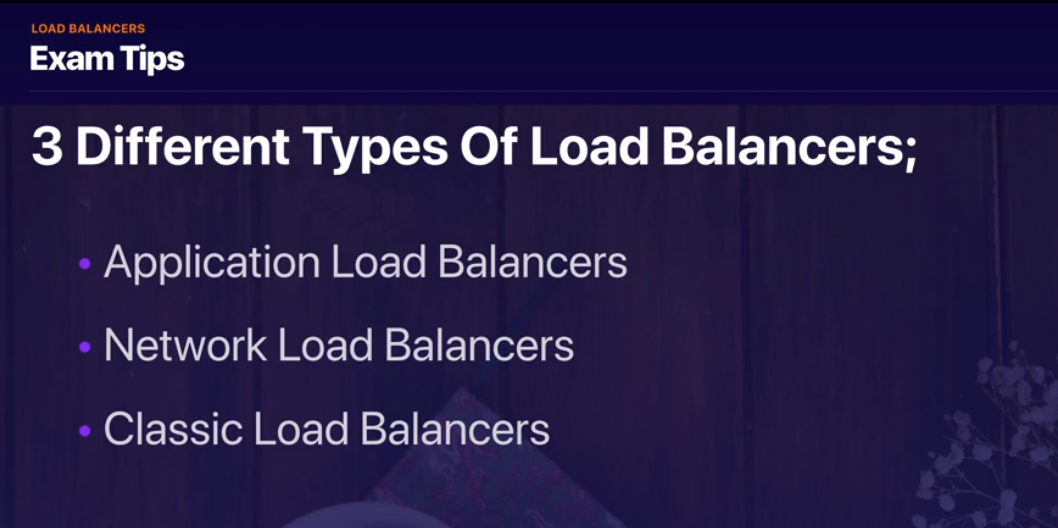 LOAD BALANCERS
Exam Tips
3 Different Types Of Load Balancers;
• Application Load Balancers
• Network Load Balancers
• Classic Load Balancers